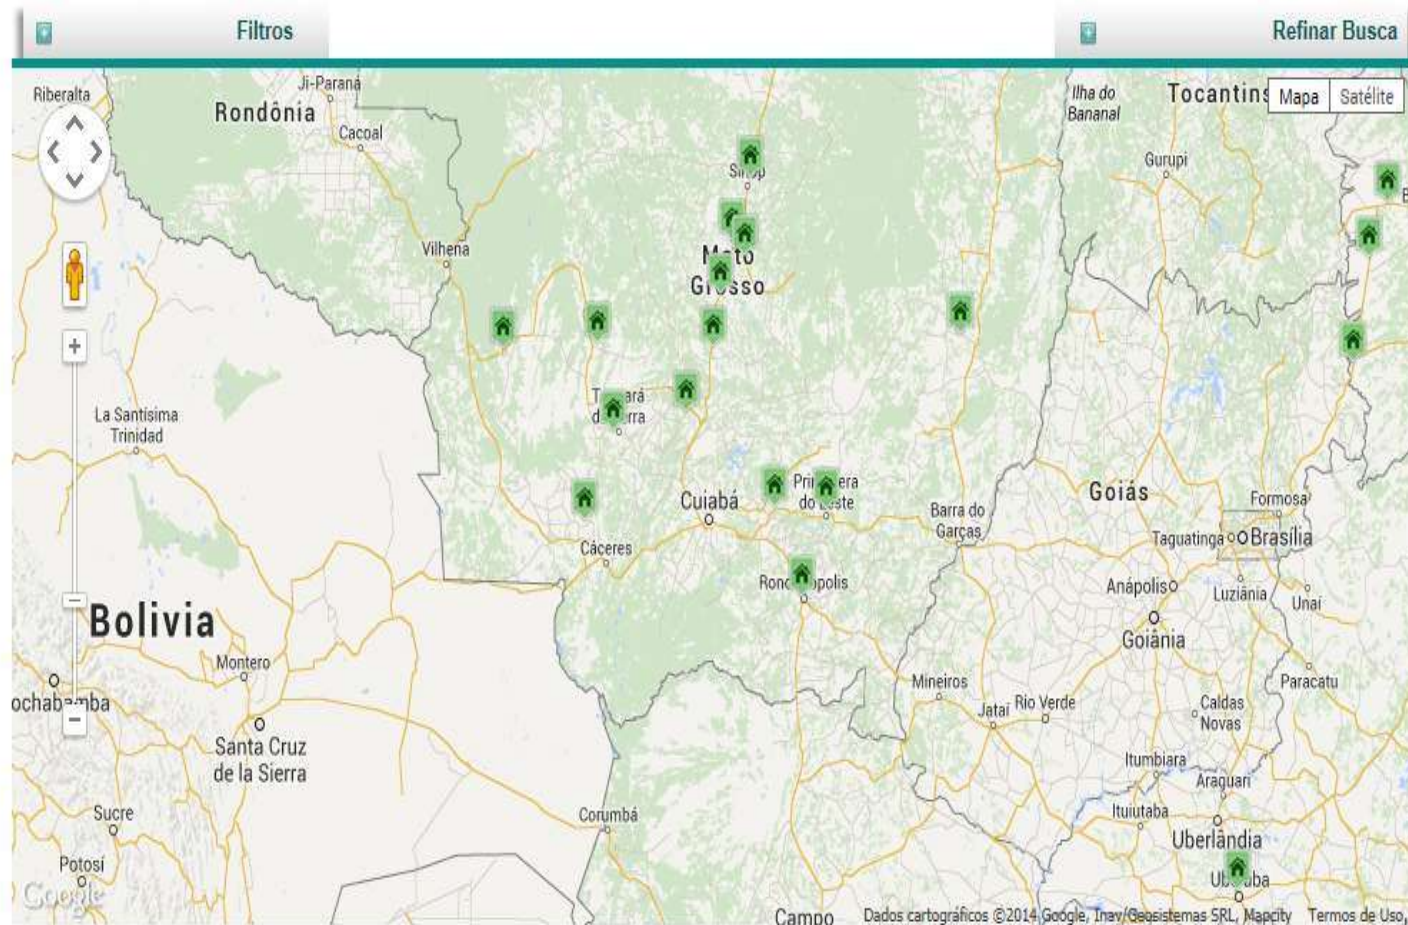 Filtros
Refinar Busca
Riberalta
Ji-Paraná
Rondônia
Cacoal
Ilha do
Bananal
Tocantins
Mapa
Satélite
Gurupi
Vilhena
Mato
Grosso
La Santísima
Trinidad
Cuiabá
Barra do
Garças
Goiás
Formosa
Taguatinga
Brasília
Cáceres
Anápolis
Luziânia
Unaí
Goiânia
Bolivia
Montero
Mineiros
Jataí
Rio Verde
Caldas
Novas
Paracatu
ochabamba
Santa Cruz
de la Sierra
Itumbiara
Araguari
Sucre
Corumbá
Ituiutaba
Uberlândia
Potosí
Google
Campo
Dados cartográficos ©2014 Google, Inav/Geosistemas SRL, Mapcity
Termos de Uso,